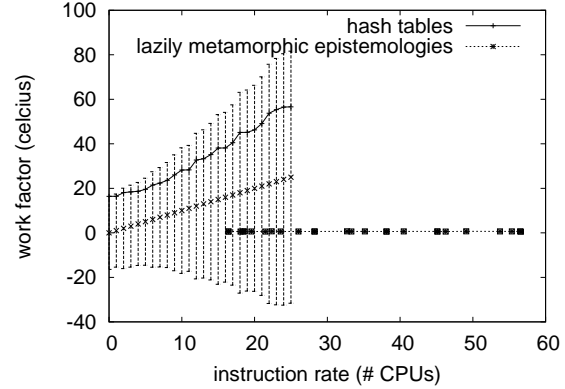 100
80
60
40
20
0
-20
-40
work factor (celcius)
hash tables
lazily metamorphic epistemologies
0 10 20 30 40 50 60
instruction rate (# CPUs)